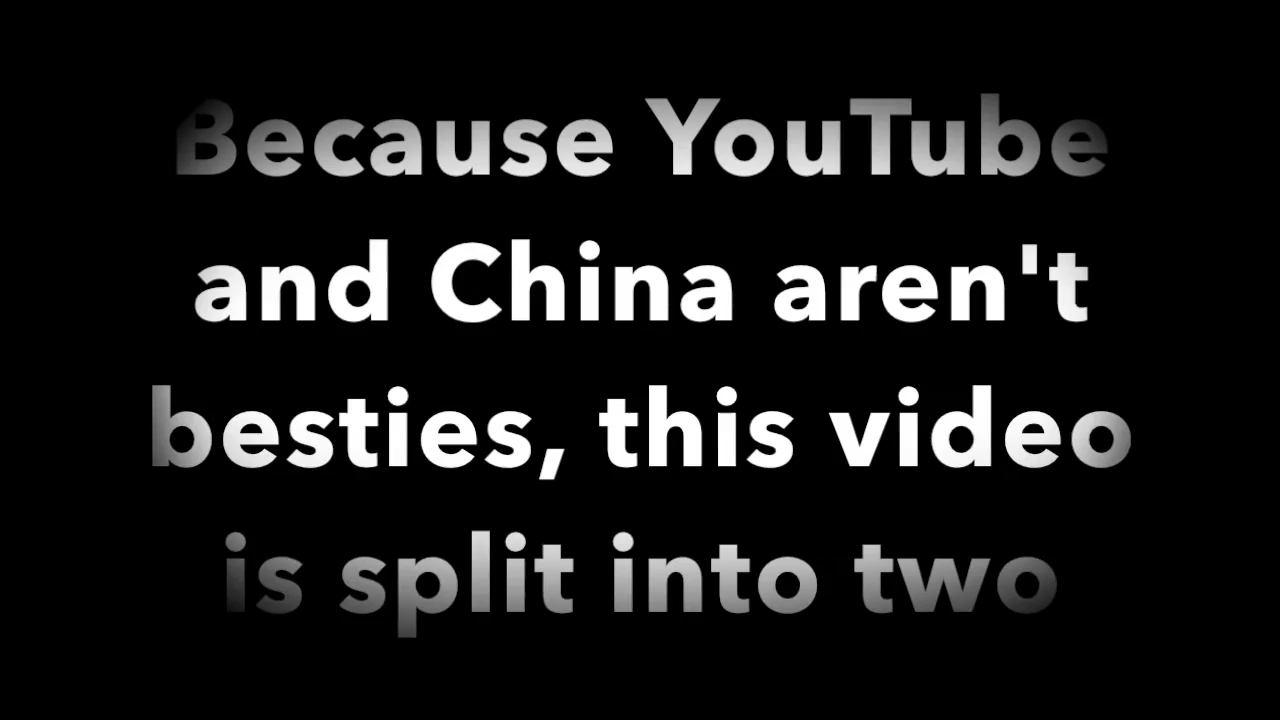 Because YouTube
and China aren't
besties, this video
is split into two